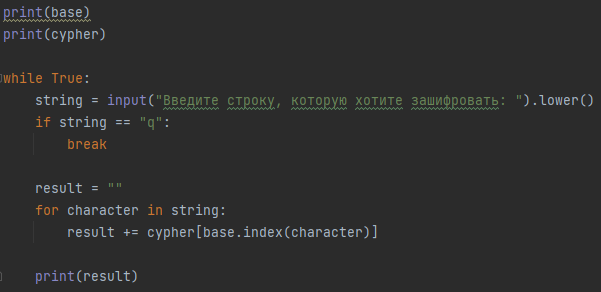 print(base)
print(cypher)
while True:
string = input("Введите строку, которую хотите зашифровать: ").lower()
if string == "q":
break
result = ""
for character in string:
result += cypher[base.index(character)]
print(result)